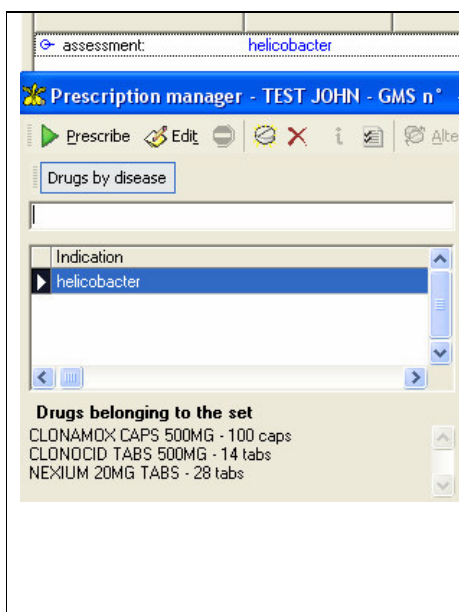 assessment: helicobacter
Prescription manager - TEST JOHN - GMS n° -
Prescribe Edit i Alte
Drugs by disease
Indication
helicobacter
Drugs belonging to the set
CLONAMOX CAPS 500MG - 100 caps
CLONOCID TABS 500MG - 14 tabs
NEXIUM 20MG TABS - 28 tabs